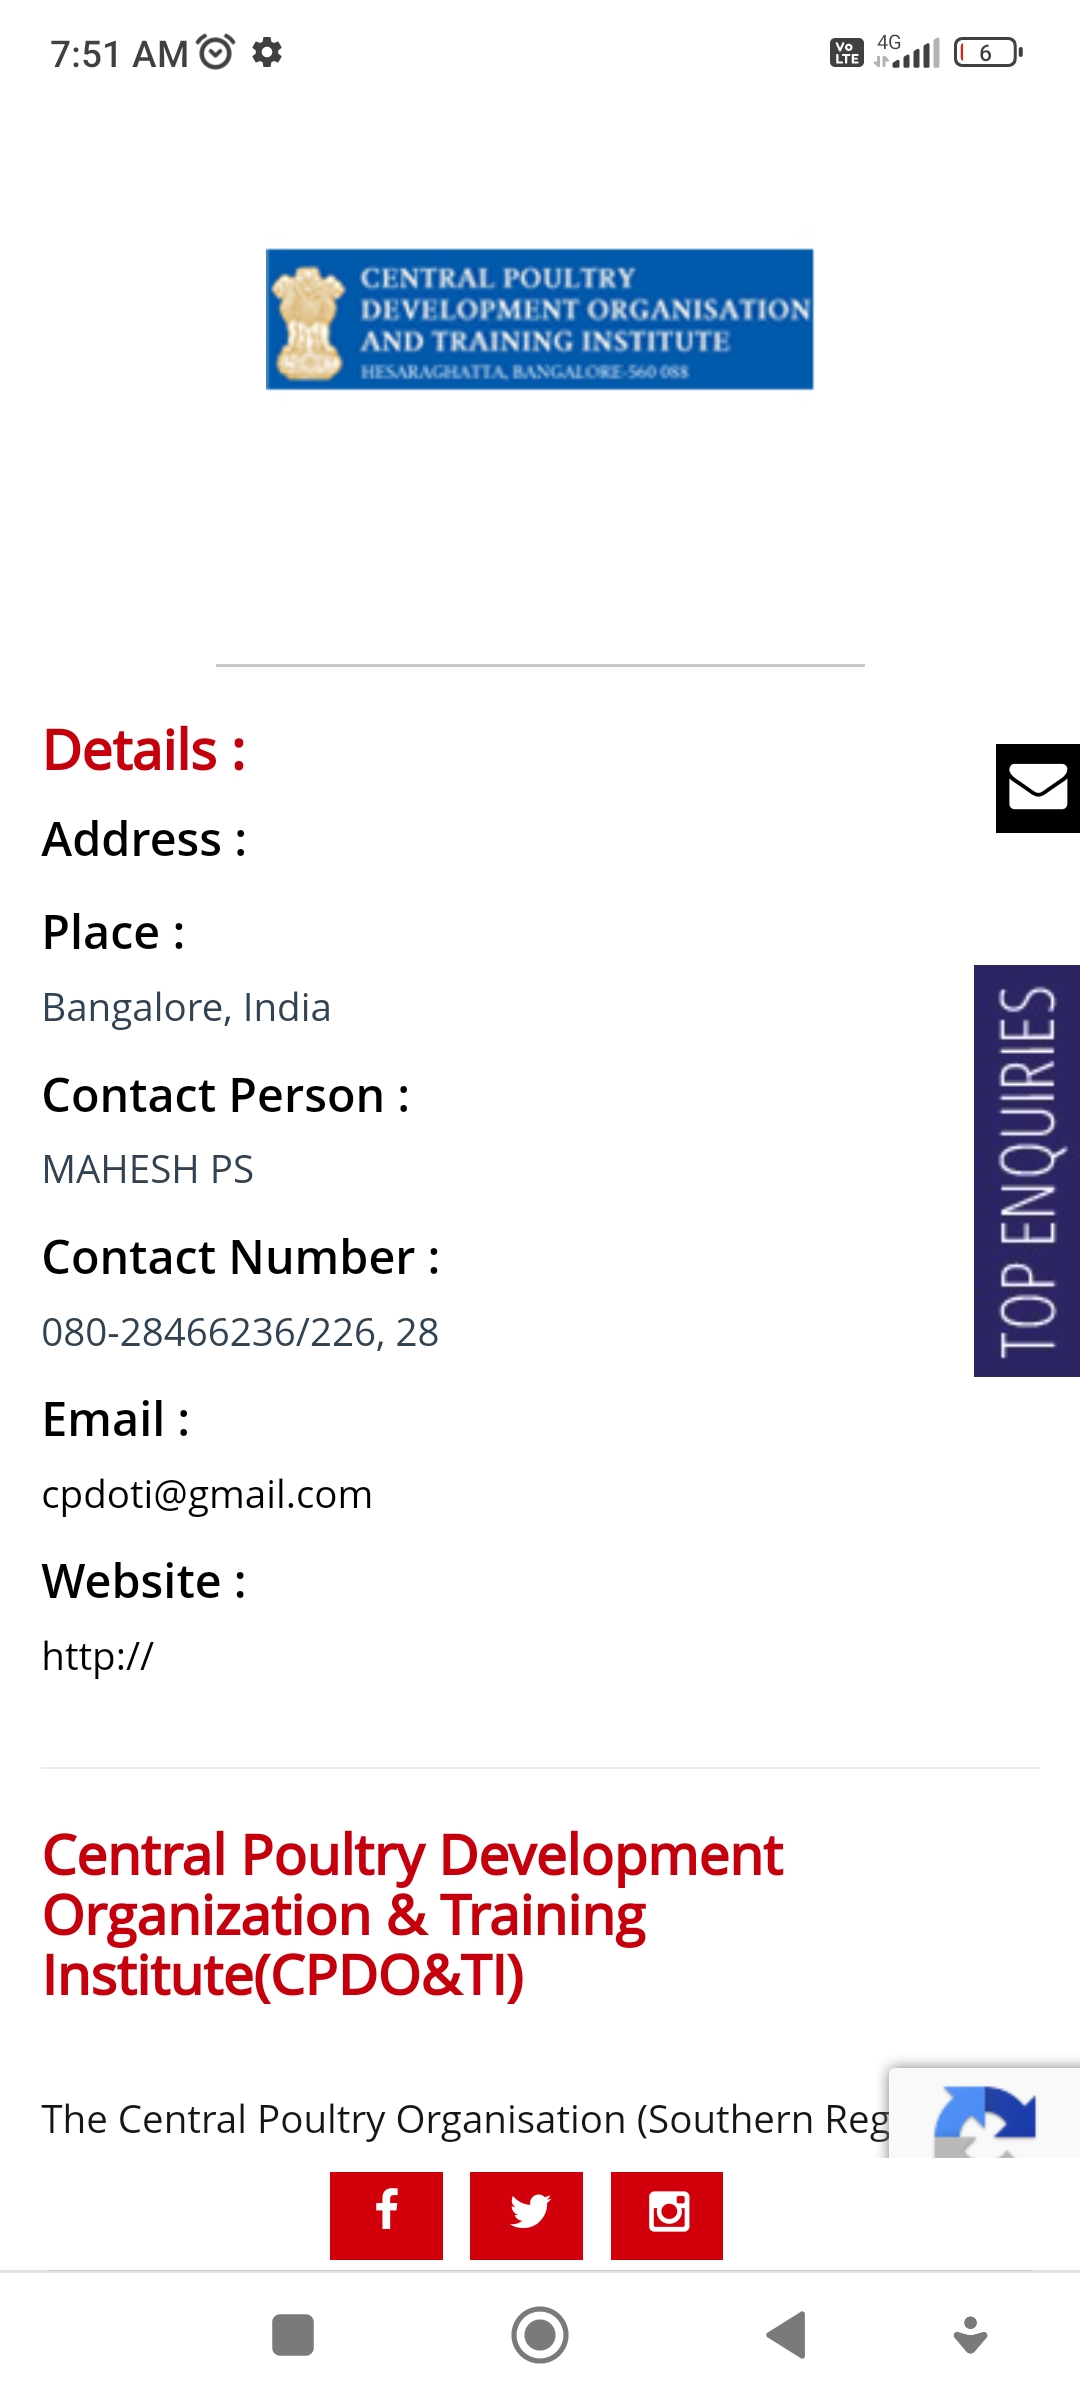 7:51 AM
Vo LTE
4G
6
CENTRAL POULTRY
DEVELOPMENT ORGANISATION
AND TRAINING INSTITUTE
HESARAGHATTA, BANGALORE-560 088
Details :
Address :
Place :
Bangalore, India
Contact Person :
MAHESH PS
Contact Number :
080-28466236/226, 28
Email :
cpdoti@gmail.com
Website :
http://
TOP ENQUIRIES
Central Poultry Development
Organization & Training
Institute(CPDO&TI)
The Central Poultry Organisation (Southern Reg